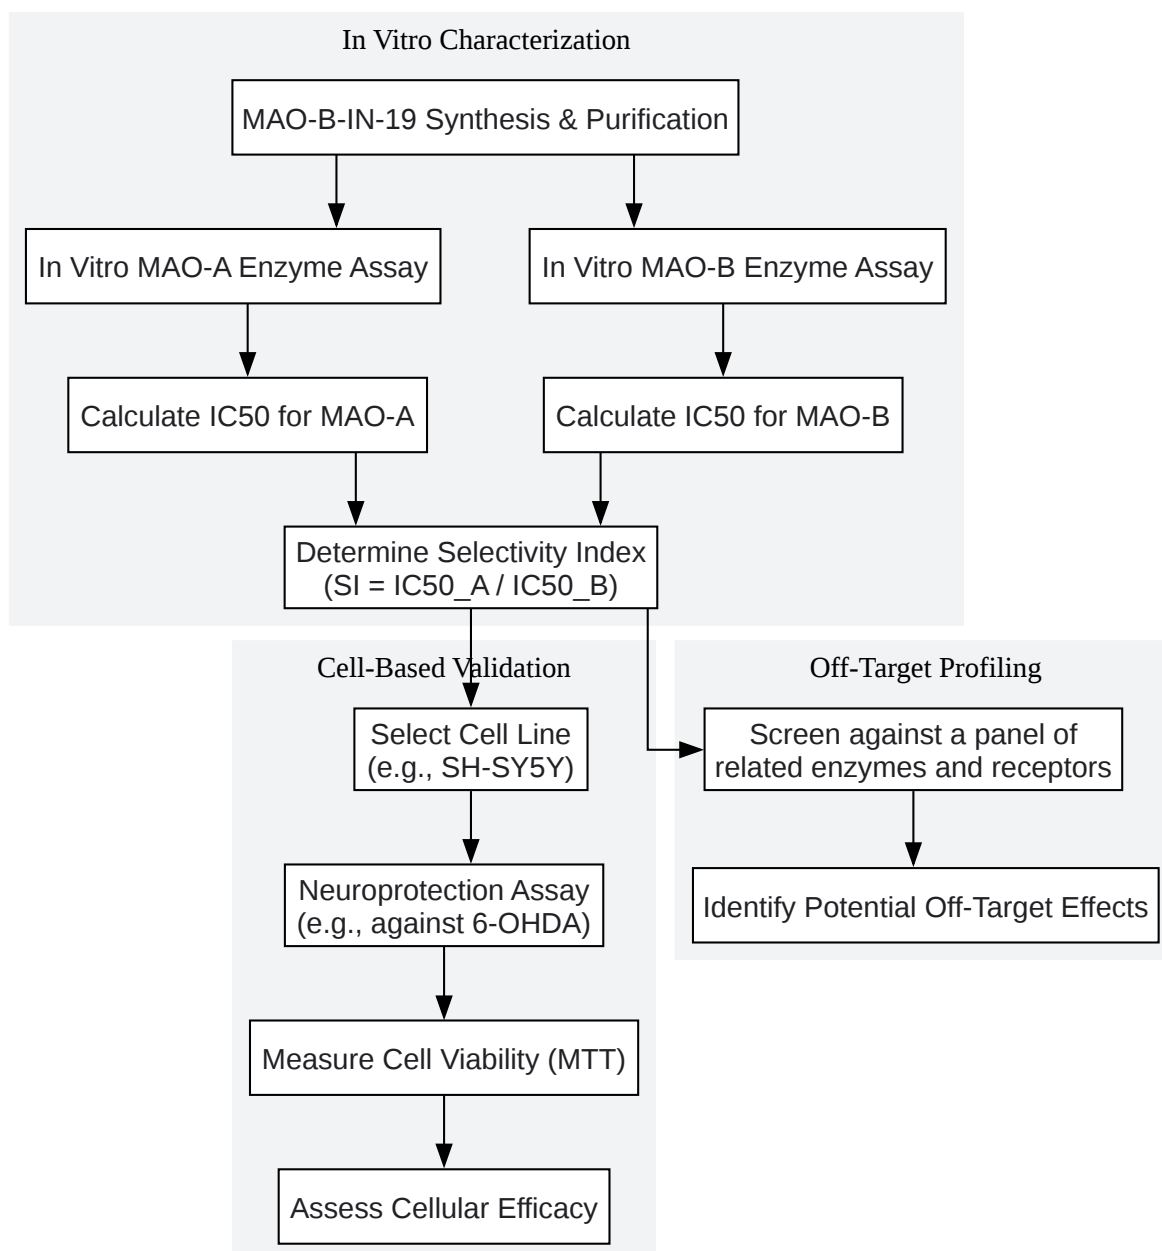 In Vitro Characterization
MAO-B-IN-19 Synthesis & Purification
In Vitro MAO-A Enzyme Assay
In Vitro MAO-B Enzyme Assay
Calculate IC50 for MAO-A
Calculate IC50 for MAO-B
Determine Selectivity Index
(SI = IC50_A / IC50_B)
Cell-Based Validation
Select Cell Line
(e.g., SH-SY5Y)
Neuroprotection Assay
(e.g., against 6-OHDA)
Measure Cell Viability (MTT)
Assess Cellular Efficacy
Off-Target Profiling
Screen against a panel of
related enzymes and receptors
Identify Potential Off-Target Effects